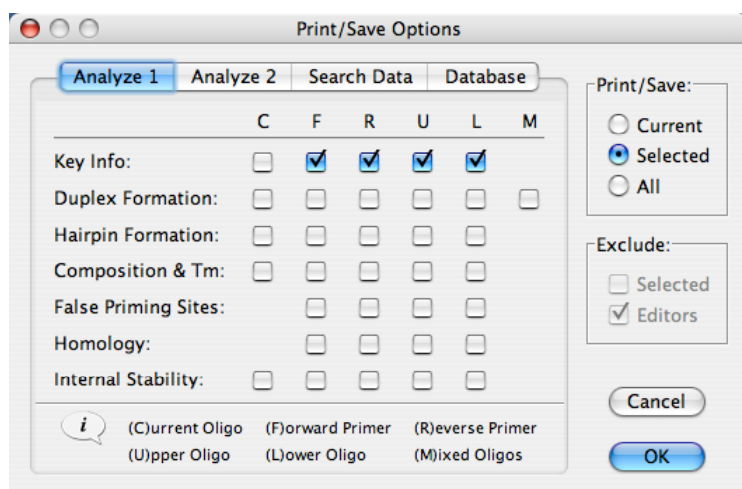 Print/Save Options
Analyze 1 Analyze 2 Search Data Database
C F R U L M
Key Info:
Duplex Formation:
Hairpin Formation:
Composition & Tm:
False Priming Sites:
Homology:
Internal Stability:
i (C)urrent Oligo (F)orward Primer (R)everse Primer
(U)pper Oligo (L)ower Oligo (M)ixed Oligos
Print/Save:
Current
Selected
All
Exclude:
Selected
Editors
Cancel
OK